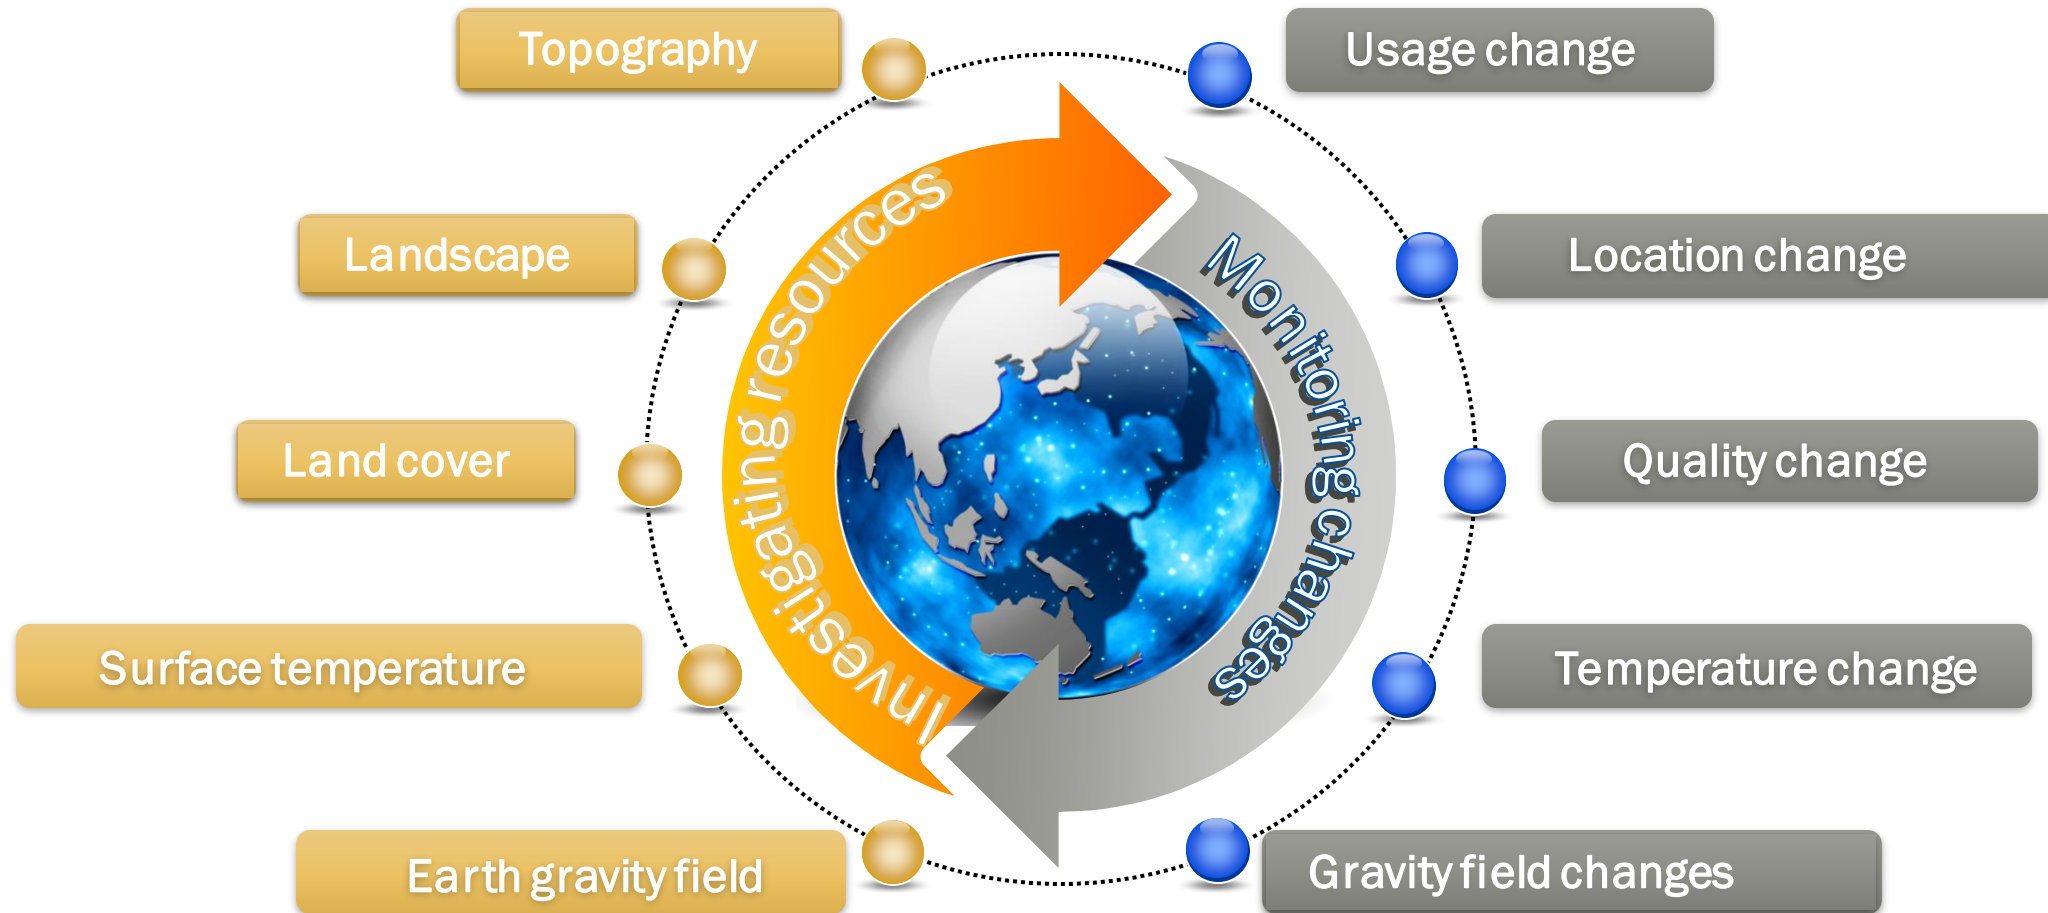 Topography
Usage change
Landscape
Location change
Land cover
Quality change
Surface temperature
Temperature change
Earth gravity field
Gravity field changes
Investigating resources
Monitoring changes